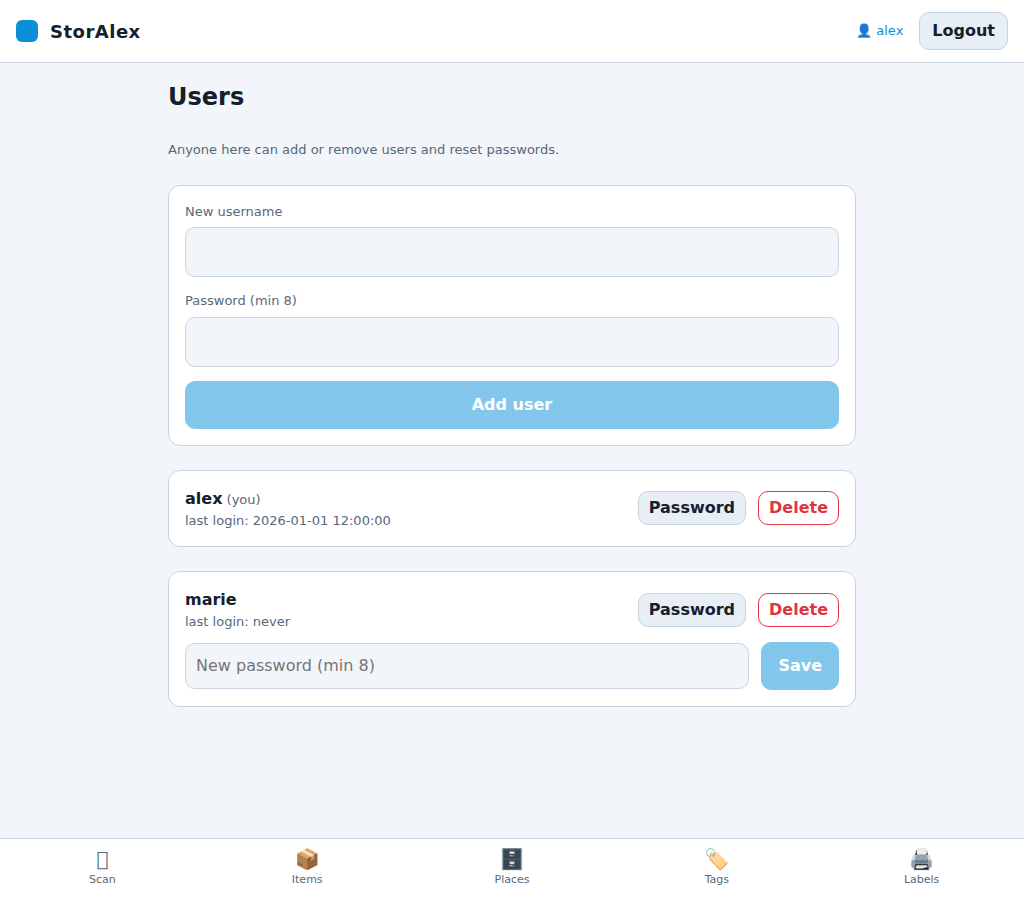 StorAlex
alex
Logout
Users
Anyone here can add or remove users and reset passwords.
New username
Password (min 8)
Add user
alex (you)
last login: 2026-01-01 12:00:00
Password
Delete
marie
last login: never
Password
Delete
New password (min 8)
Save
Scan
Items
Places
Tags
Labels